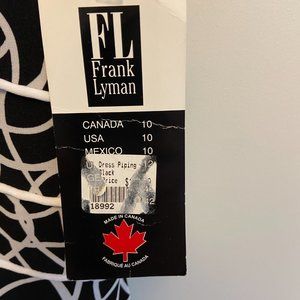 FL
Frank
Lyman
CANADA 10
USA 10
MEXICO 10
Dress Piping
Black
Price $
18992
MADE IN CANADA
FABRIQUÉ AU CANADA